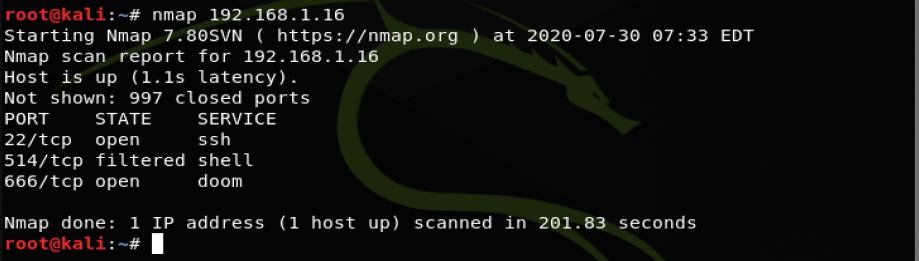 root@kali:~# nmap 192.168.1.16
Starting Nmap 7.80SVN ( https://nmap.org ) at 2020-07-30 07:33 EDT
Nmap scan report for 192.168.1.16
Host is up (1.1s latency).
Not shown: 997 closed ports
PORT    STATE    SERVICE
22/tcp  open     ssh
514/tcp filtered shell
666/tcp open     doom
Nmap done: 1 IP address (1 host up) scanned in 201.83 seconds
root@kali:~#